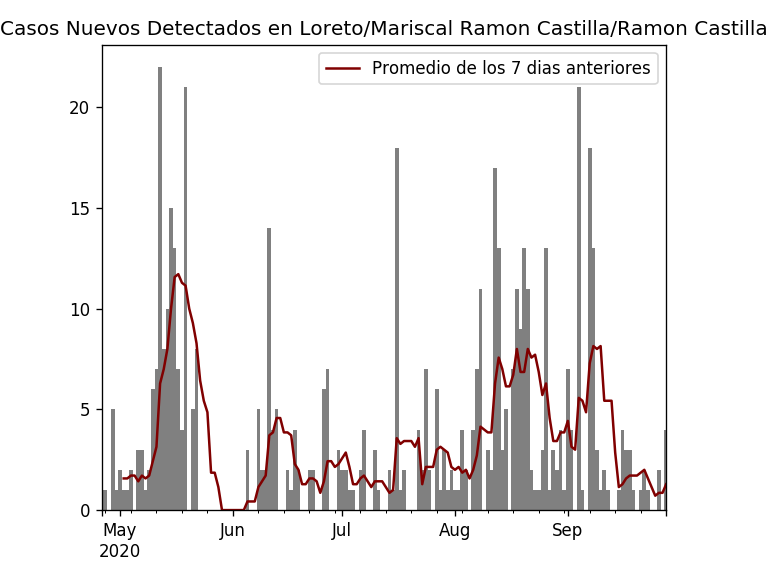 Casos Nuevos Detectados en Loreto/Mariscal Ramon Castilla/Ramon Castilla
Promedio de los 7 dias anteriores
20
15
10
5
0
May Jun Jul Aug Sep
2020